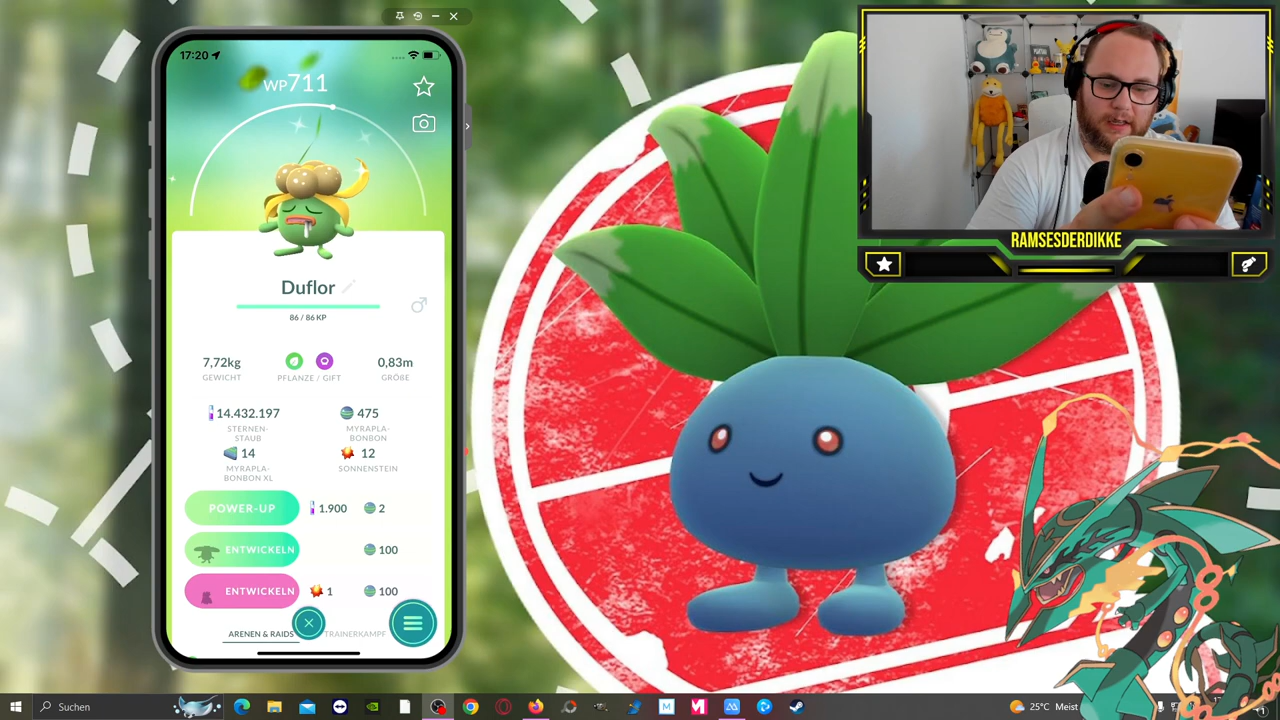 17:20
WP711
Duflor
86 / 86 KP
7,72kg
GEWICHT
PFLANZE / GIFT
0,83m
GRÖßE
14.432.197
STERNEN-
STAUB
475
MYRAPLA-
BONBON
14
MYRAPLA-
BONBON XL
12
SONNENSTEIN
POWER-UP
1.900
2
ENTWICKELN
100
ENTWICKELN
1
100
ARENEN & RAIDS
TRAINERKAMPF
RAMSESDERDIKKE
Suchen
25°C Meist